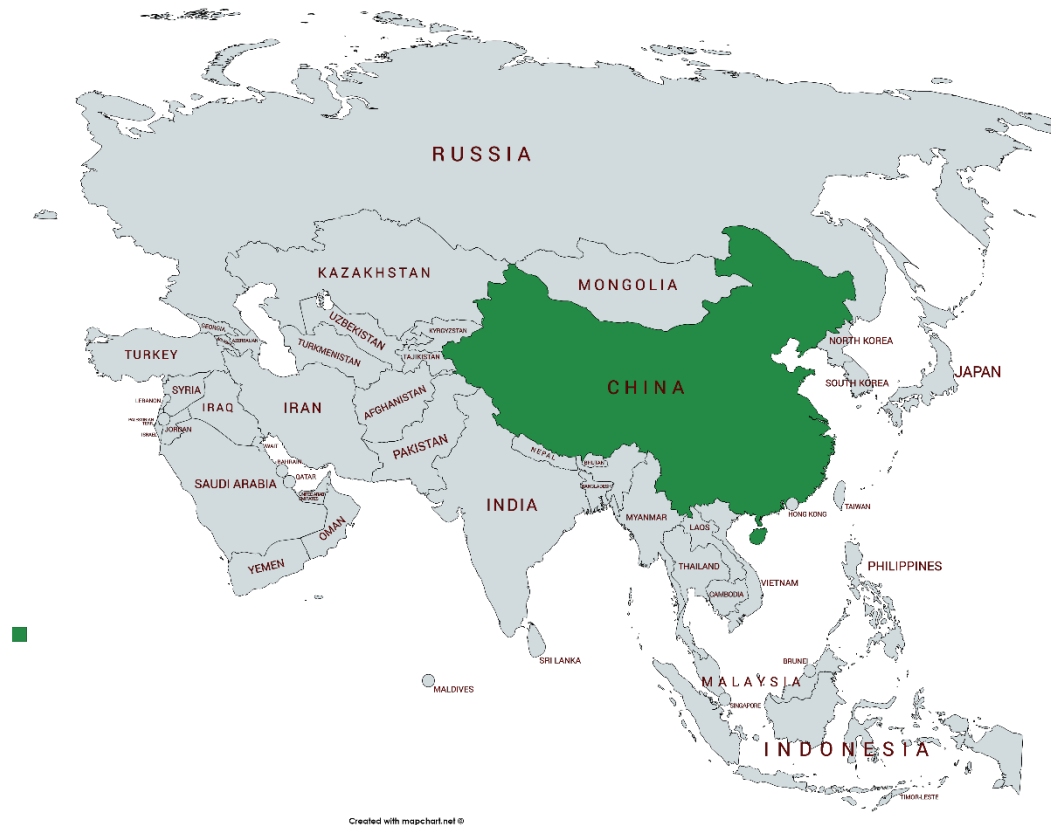 RUSSIA
KAZAKHSTAN
MONGOLIA
UZBEKISTAN
KYRGYZSTAN
GEORGIA
AZERBAIJAN
TURKMENISTAN
TAJIKISTAN
NORTH KOREA
TURKEY
SOUTH KOREA
JAPAN
CHINA
SYRIA
LEBANON
IRAQ
IRAN
AFGHANISTAN
ISRAEL
JORDAN
PAKISTAN
NEPAL
BHUTAN
BAHRAIN
QATAR
SAUDI ARABIA
BANGLADESH
INDIA
HONG KONG
TAIWAN
MYANMAR
LAOS
OMAN
YEMEN
THAILAND
PHILIPPINES
VIETNAM
CAMBODIA
SRI LANKA
BRUNEI
MALAYSIA
MALDIVES
SINGAPORE
INDONESIA
TIMOR-LESTE
Created with mapchart.net ©